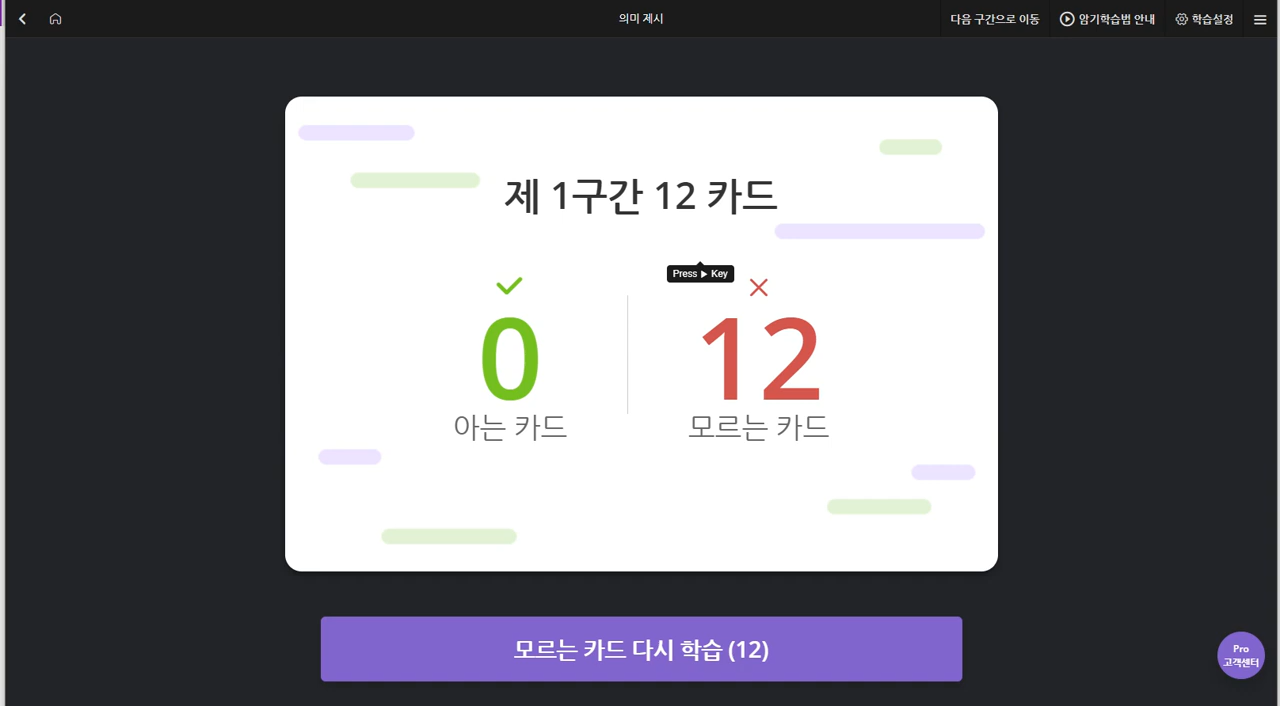 의미 제시
다음 구간으로 이동
암기학습법 안내
학습설정
제 1구간 12 카드
Press ▶ Key
0
아는 카드
12
모르는 카드
모르는 카드 다시 학습 (12)
Pro
고객센터